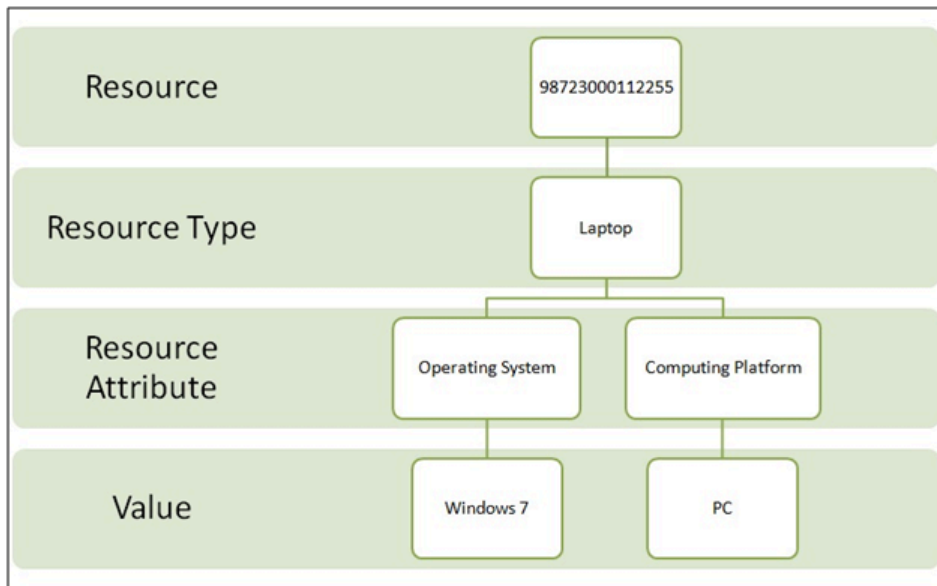 Resource
98723000112255
Resource Type
Laptop
Resource
Attribute
Operating System
Computing Platform
Value
Windows 7
PC